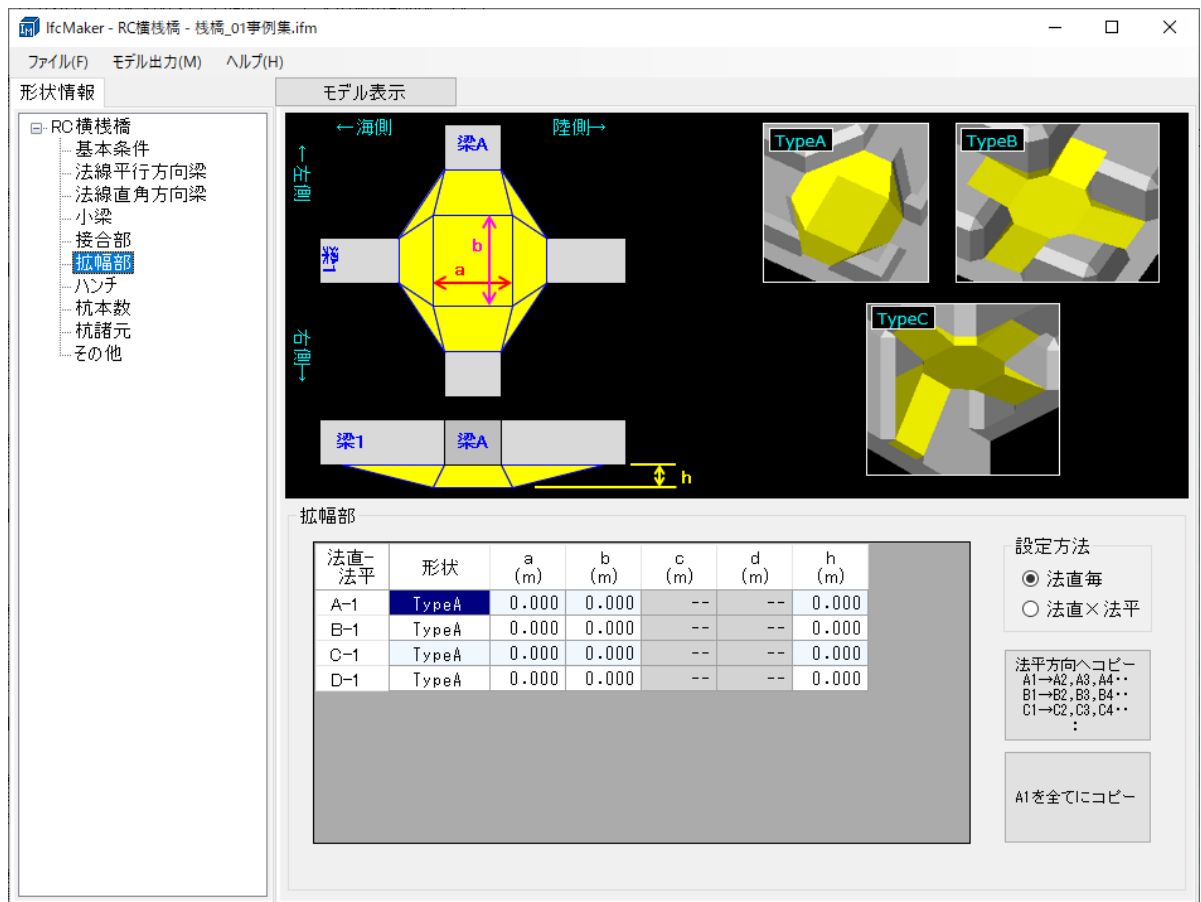 IfcMaker - RC横桟橋 - 桟橋_01事例集.ifm
ファイル(F) モデル出力(M) ヘルプ(H)
形状情報
モデル表示
RC横桟橋
基本条件
法線平行方向梁
法線直角方向梁
小梁
接合部
拡幅部
ハンチ
杭本数
杭諸元
その他
←海側
陸側→
←左側
右側→
梁A
梁1
b
a
梁1
梁A
h
TypeA
TypeB
TypeC
拡幅部
法直-法平 形状 a(m) b(m) c(m) d(m) h(m)
A-1 TypeA 0.000 0.000 -- -- 0.000
B-1 TypeA 0.000 0.000 -- -- 0.000
C-1 TypeA 0.000 0.000 -- -- 0.000
D-1 TypeA 0.000 0.000 -- -- 0.000
設定方法
法直毎
法直×法平
法平方向へコピー
A1→A2,A3,A4‥
B1→B2,B3,B4‥
C1→C2,C3,C4‥
：
A1を全てにコピー